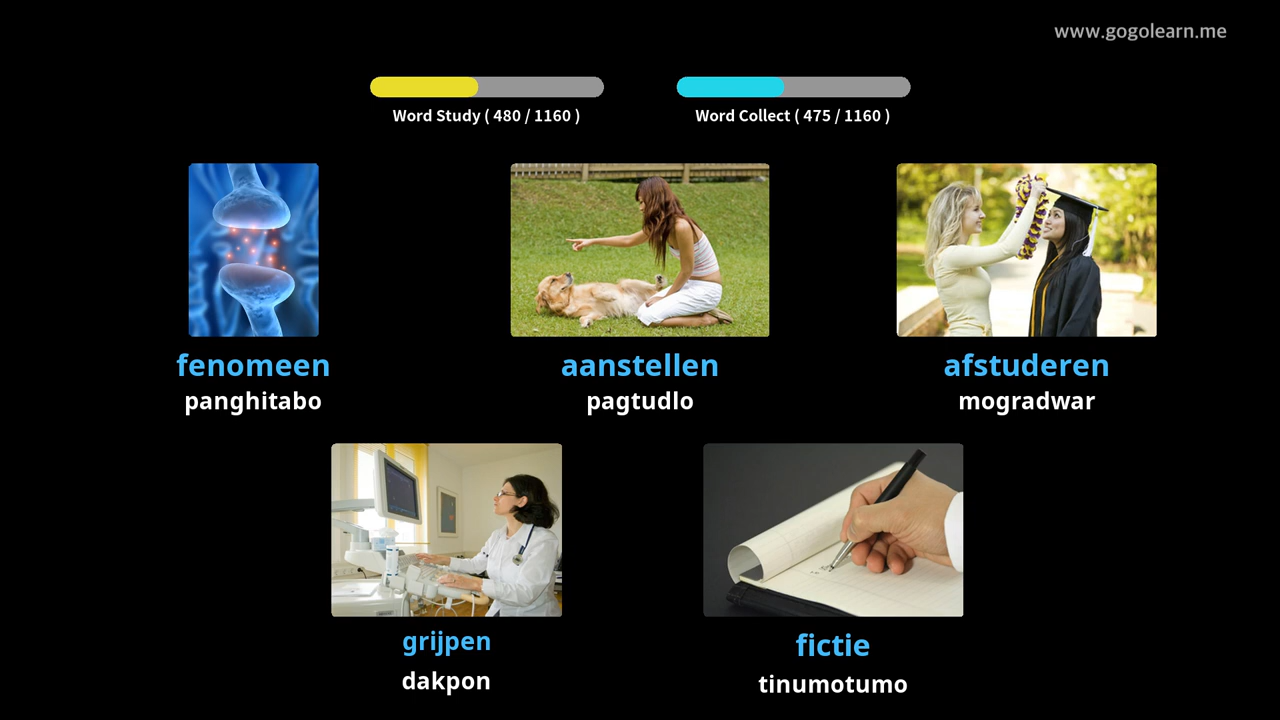 www.gogolearn.me
Word Study ( 480 / 1160 )
Word Collect ( 475 / 1160 )
fenomeen
panghitabo
aanstellen
pagtudlo
afstuderen
mogradwar
grijpen
dakpon
fictie
tinumotumo